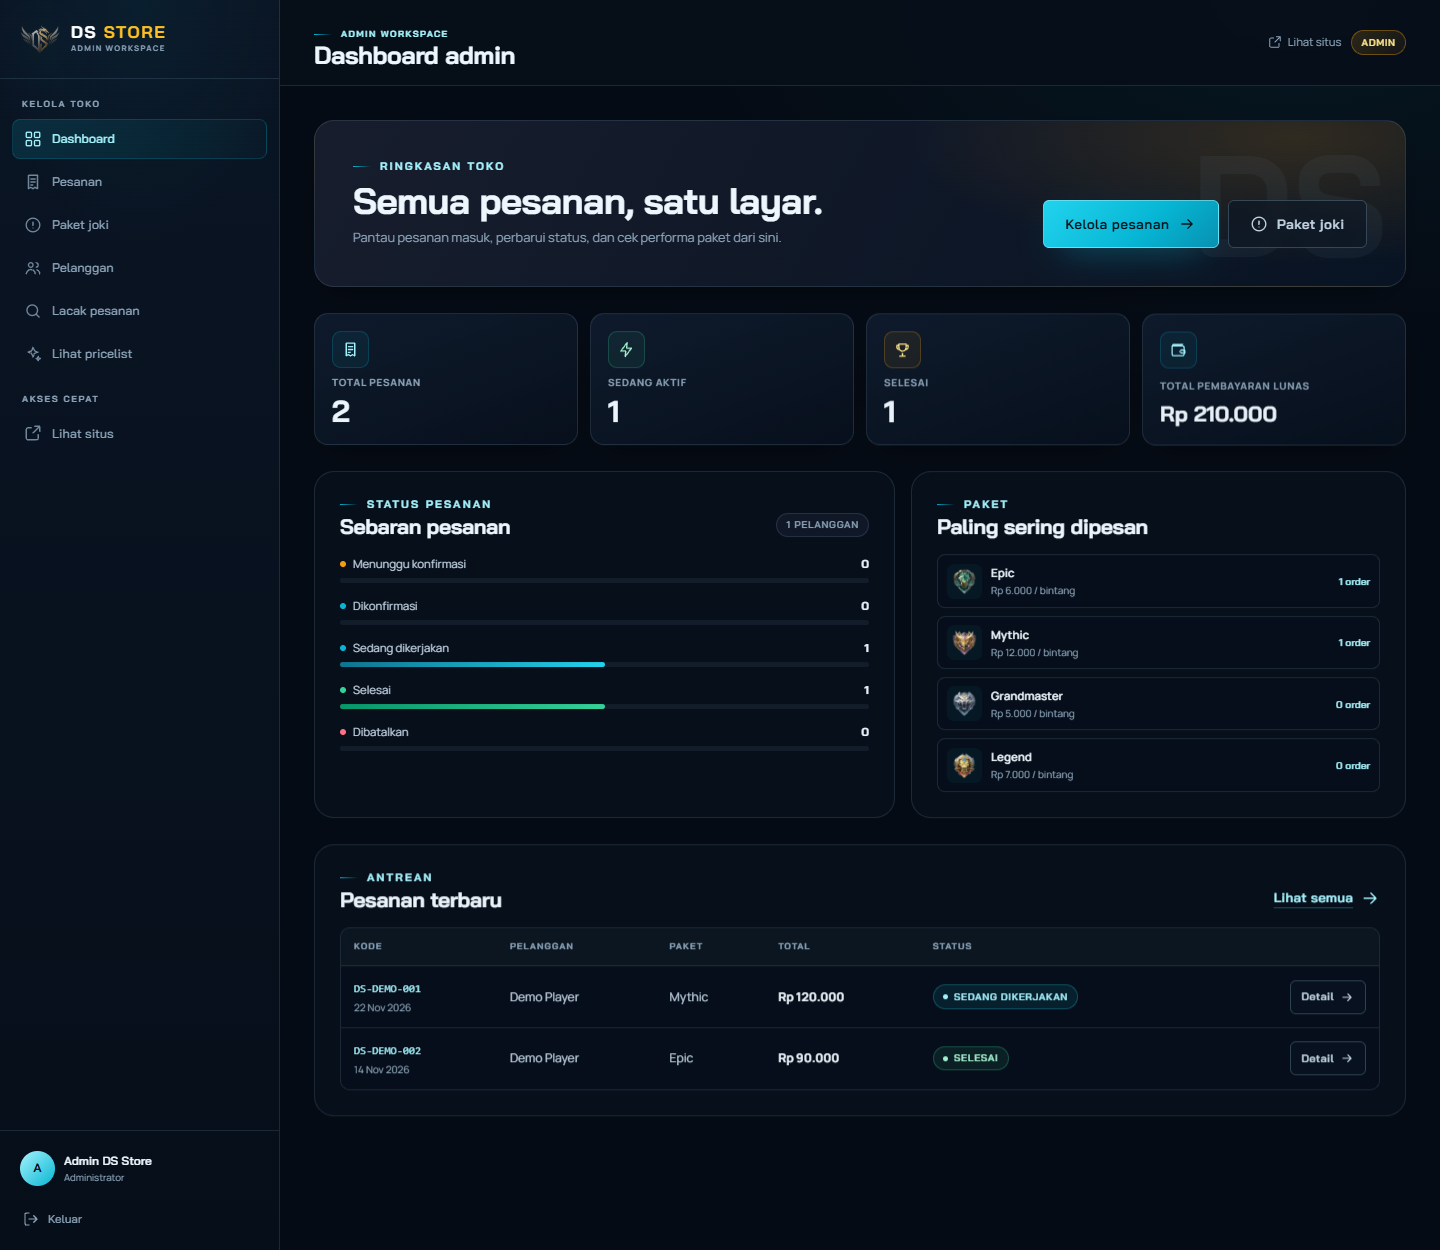 DS STORE
ADMIN WORKSPACE
KELOLA TOKO
Dashboard
Pesanan
Paket joki
Pelanggan
Lacak pesanan
Lihat pricelist
AKSES CEPAT
Lihat situs
A
Admin DS Store
Administrator
Keluar
ADMIN WORKSPACE
Dashboard admin
Lihat situs
ADMIN
RINGKASAN TOKO
Semua pesanan, satu layar.
Pantau pesanan masuk, perbarui status, dan cek performa paket dari sini.
DS
Kelola pesanan
Paket joki
TOTAL PESANAN
2
SEDANG AKTIF
1
SELESAI
1
TOTAL PEMBAYARAN LUNAS
Rp 210.000
STATUS PESANAN
Sebaran pesanan
1 PELANGGAN
Menunggu konfirmasi 0
Dikonfirmasi 0
Sedang dikerjakan 1
Selesai 1
Dibatalkan 0
PAKET
Paling sering dipesan
Epic
Rp 6.000 / bintang
1 order
Mythic
Rp 12.000 / bintang
1 order
Grandmaster
Rp 5.000 / bintang
0 order
Legend
Rp 7.000 / bintang
0 order
ANTREAN
Pesanan terbaru
Lihat semua
KODE PELANGGAN PAKET TOTAL STATUS
DS-DEMO-001
22 Nov 2026
Demo Player Mythic Rp 120.000 SEDANG DIKERJAKAN Detail
DS-DEMO-002
14 Nov 2026
Demo Player Epic Rp 90.000 SELESAI Detail